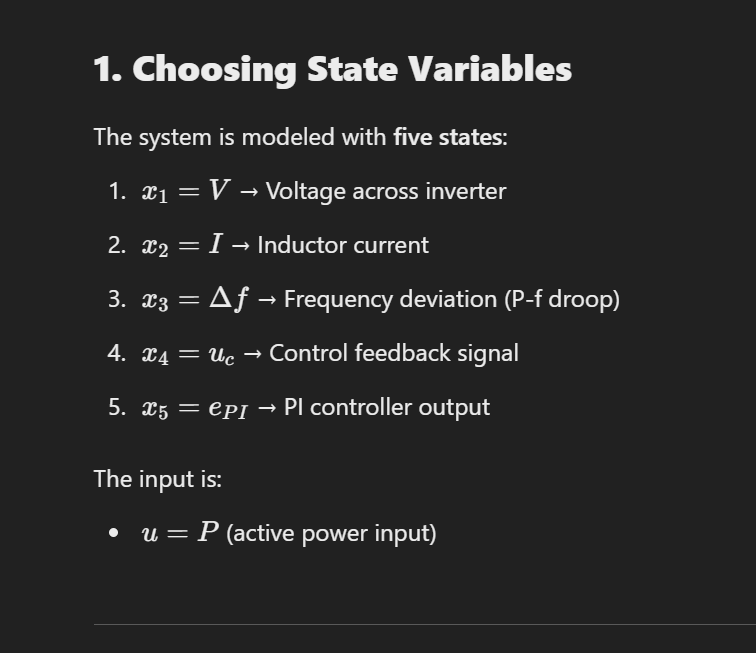 1. Choosing State Variables
The system is modeled with five states:
1. x₁ = V → Voltage across inverter
2. x₂ = I → Inductor current
3. x₃ = Δf → Frequency deviation (P-f droop)
4. x₄ = u_c → Control feedback signal
5. x₅ = e_PI → PI controller output
The input is:
• u = P (active power input)